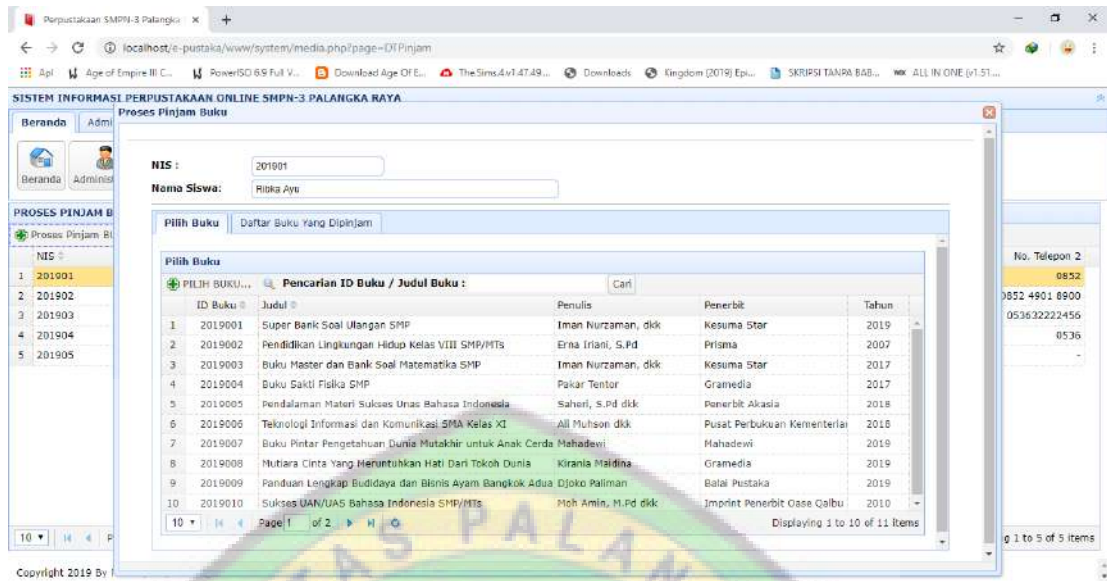 Perpustakaan SMPN-3 Palangka
localhost/e-pustaka/www/system/media.php?page=DTPinjam
Apl Age of Empire III C... PowerISO 6.9 Full V... Download Age Of E... The.Sims.4.v1.47.49... Downloads Kingdom (2019) Epi... SKRIPSI TANPA BAB... ALL IN ONE (v1.51....
SISTEM INFORMASI PERPUSTAKAAN ONLINE SMPN-3 PALANGKA RAYA
Beranda Admi
Proses Pinjam Buku
Beranda Administ
NIS : 201901
Nama Siswa: Ribka Ayu
PROSES PINJAM B
Proses Pinjam Bu
Pilih Buku Daftar Buku Yang Dipinjam
NIS No. Telepon 2
1 201901 0852
2 201902 0852 4901 8900
3 201903 053632222456
4 201904 0536
5 201905 -
Pilih Buku
PILIH BUKU... Pencarian ID Buku / Judul Buku : Cari
ID Buku Judul Penulis Penerbit Tahun
1 2019001 Super Bank Soal Ulangan SMP Iman Nurzaman, dkk Kesuma Star 2019
2 2019002 Pendidikan Lingkungan Hidup Kelas VIII SMP/MTs Erna Iriani, S.Pd Prisma 2007
3 2019003 Buku Master dan Bank Soal Matematika SMP Iman Nurzaman, dkk Kesuma Star 2017
4 2019004 Buku Sakti Fisika SMP Pakar Tentor Gramedia 2017
5 2019005 Pendalaman Materi Sukses Unas Bahasa Indonesia Saheri, S.Pd dkk Penerbit Akasia 2018
6 2019006 Teknologi Informasi dan Komunikasi SMA Kelas XI Ali Muhson dkk Pusat Perbukuan Kementerian 2018
7 2019007 Buku Pintar Pengetahuan Dunia Mutakhir untuk Anak Cerda Mahadewi Mahadewi 2019
8 2019008 Mutiara Cinta Yang Meruntuhkan Hati Dari Tokoh Dunia Kirania Maldina Gramedia 2019
9 2019009 Panduan Lengkap Budidaya dan Bisnis Ayam Bangkok Adua Djoko Paliman Balai Pustaka 2019
10 2019010 Sukses UAN/UAS Bahasa Indonesia SMP/MTs Moh Amin, M.Pd dkk Imprint Penerbit Oase Qalbu 2010
10 Page 1 of 2 Displaying 1 to 10 of 11 items
10 P g 1 to 5 of 5 items
Copyright 2019 By
TAS PALA